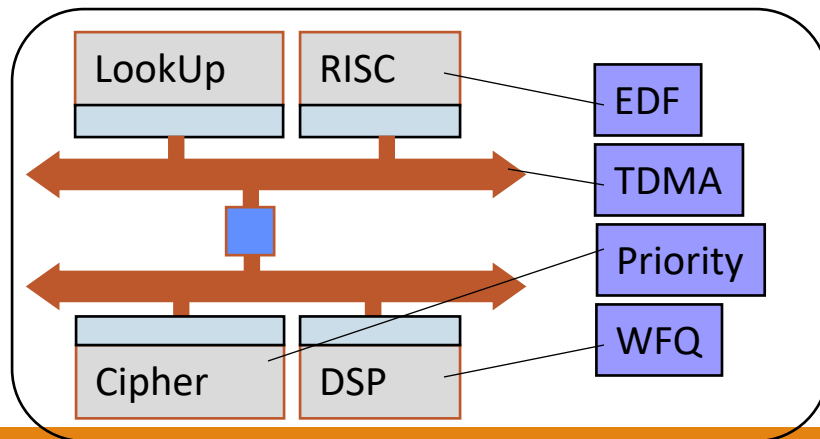 LookUp
RISC
EDF
TDMA
Priority
WFQ
Cipher
DSP